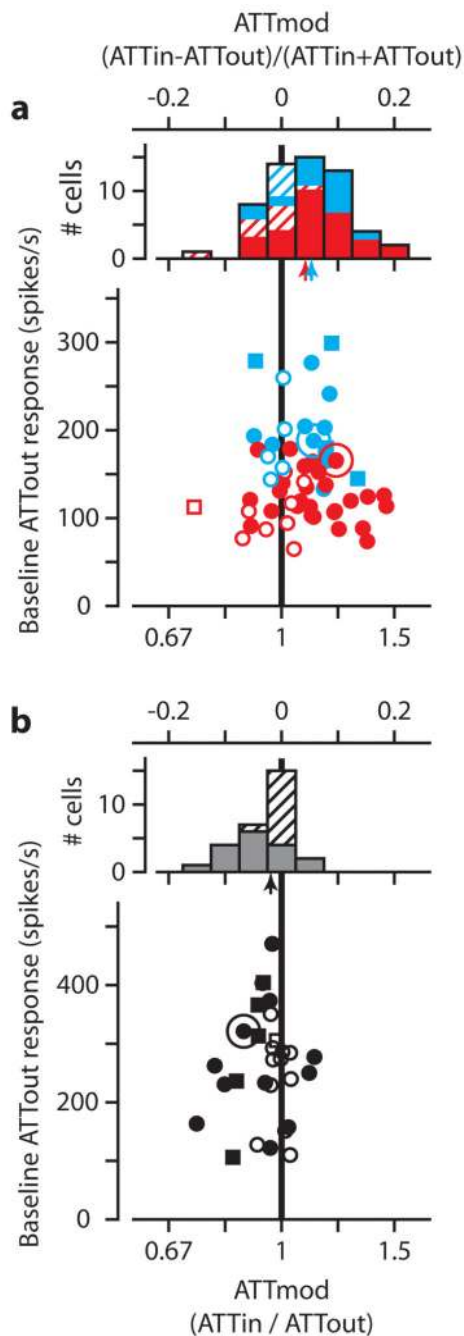 ATTmod
(ATTin-ATTout)/(ATTin+ATTout)
-0.2 0 0.2
a
# cells
10
0
Baseline ATTout response (spikes/s)
300
200
100
0
0.67 1 1.5
-0.2 0 0.2
b
# cells
10
0
Baseline ATTout response (spikes/s)
400
200
0
0.67 1 1.5
ATTmod
(ATTin / ATTout)